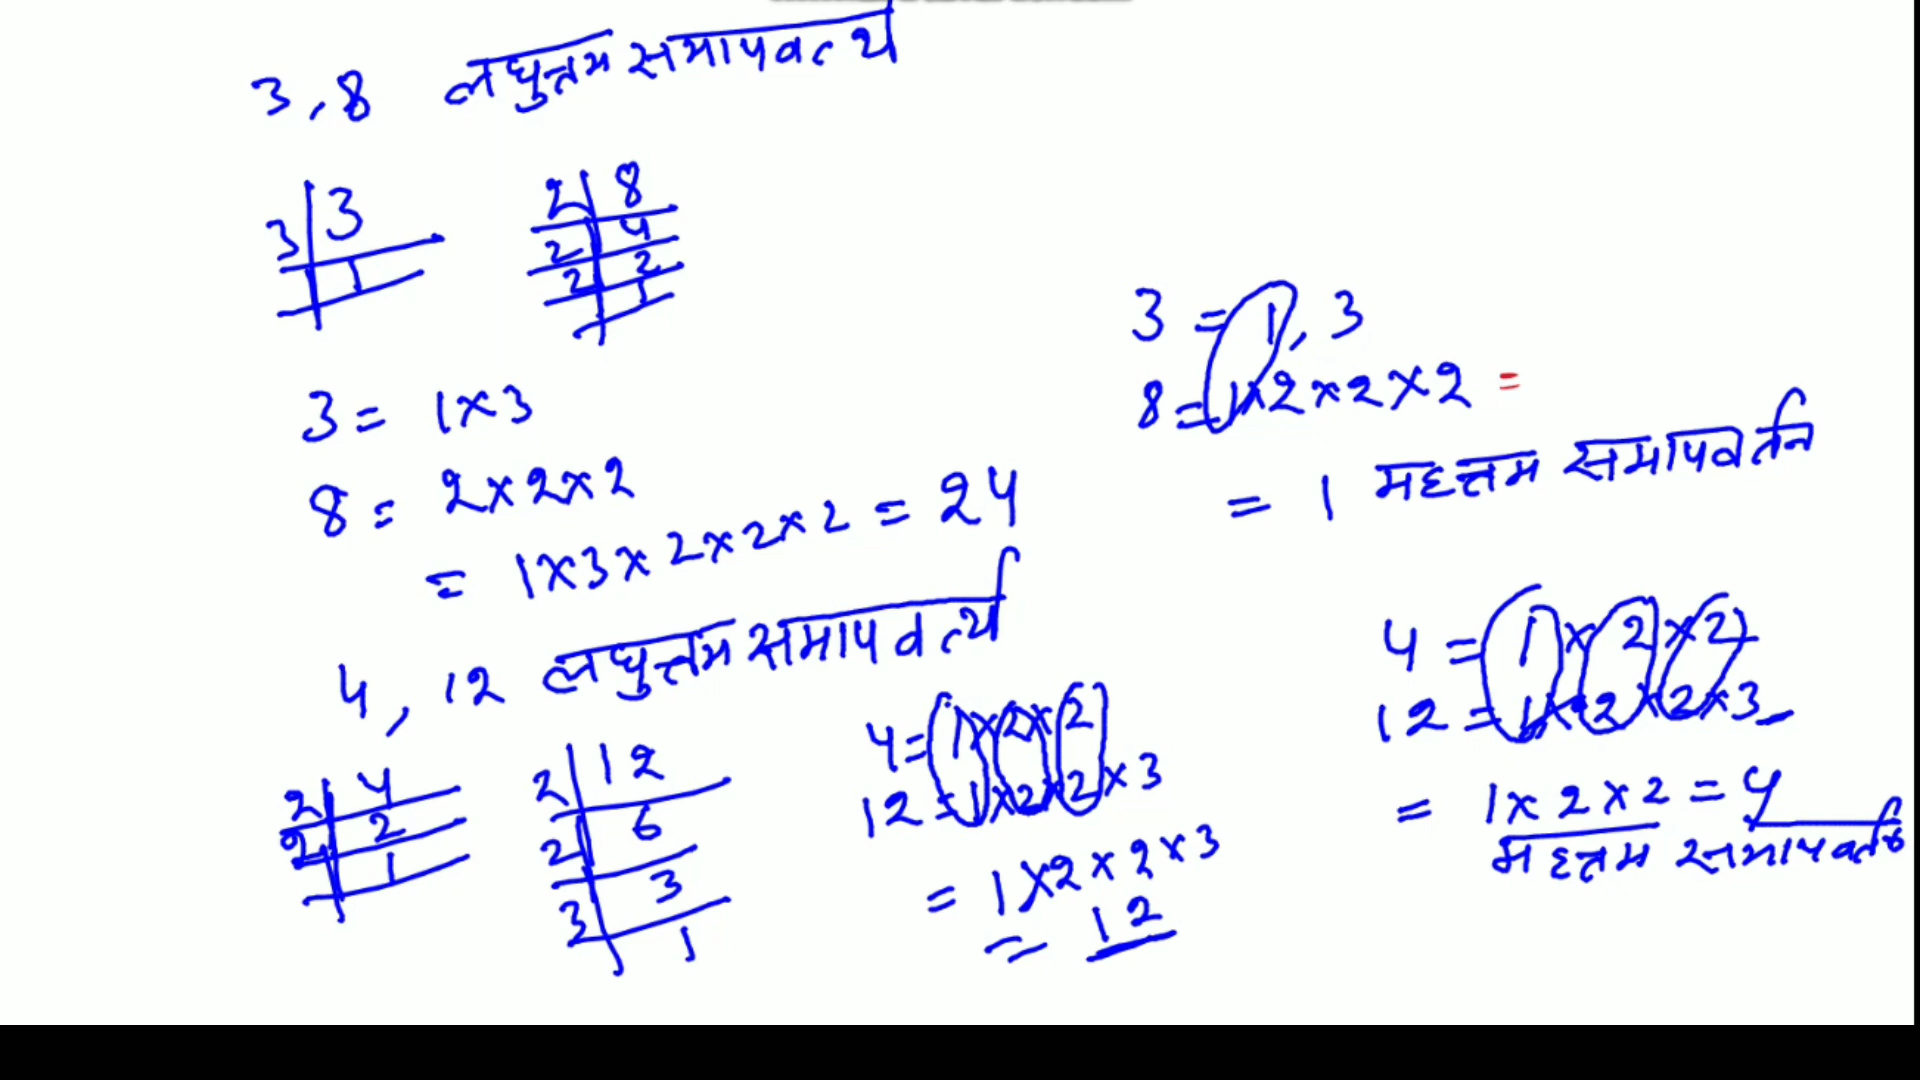 3, 8 लघुत्तम समापवर्त्य
3 | 3
1
2 | 8
2 | 4
2 | 2
1
3 = 1×3
8 = 2×2×2
= 1×3×2×2×2 = 24
3 = 1, 3
8 = 1×2×2×2 =
= 1 महत्तम समापवर्तन
4, 12 लघुत्तम समापवर्त्य
2 | 4
2 | 2
1
2 | 12
2 | 6
3 | 3
1
4 = 1×2×2
12 = 1×2×2×3
= 1×2×2×3
= 12
4 = 1×2×2
12 = 1×2×2×3
= 1×2×2 = 4
महत्तम